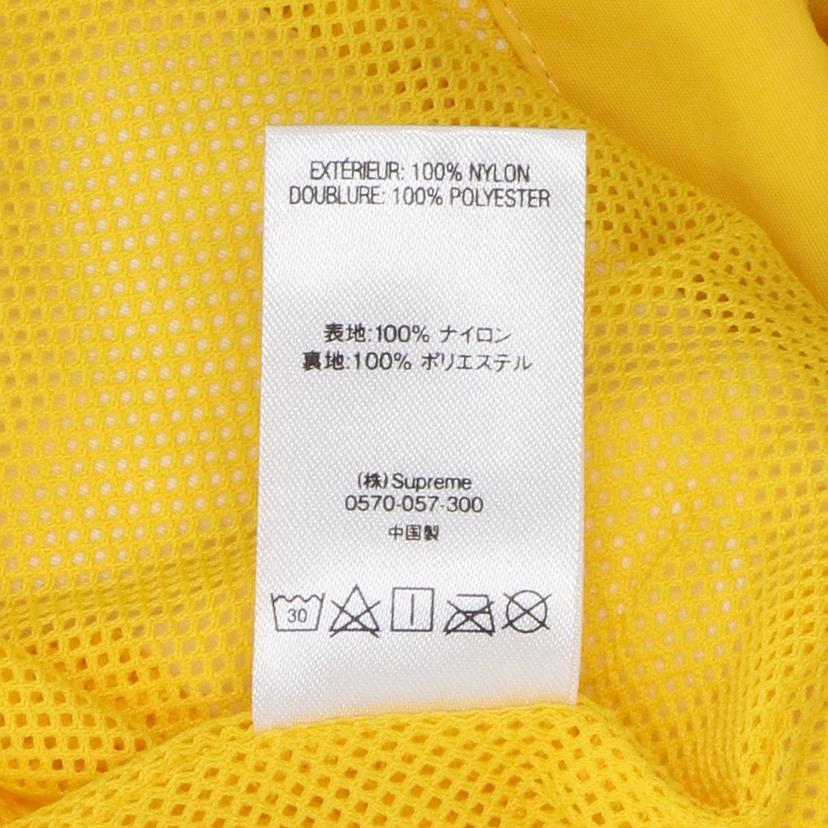 EXTÉRIEUR: 100% NYLON
DOUBLURE: 100% POLYESTER
表地:100% ナイロン
裏地:100% ポリエステル
(株)Supreme
0570-057-300
中国製
30